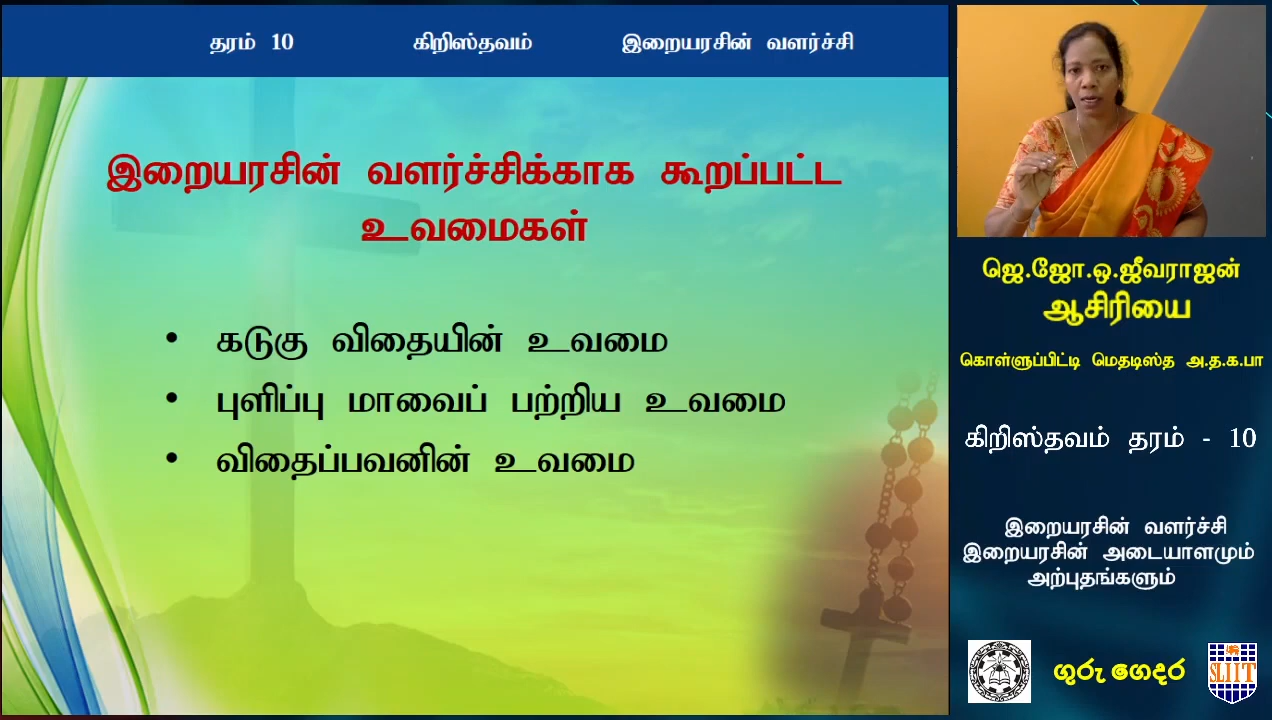 தரம் 10 கிறிஸ்தவம் இறையரசின் வளர்ச்சி
இறையரசின் வளர்ச்சிக்காக கூறப்பட்ட
உவமைகள்
• கடுகு விதையின் உவமை
• புளிப்பு மாவைப் பற்றிய உவமை
• விதைப்பவனின் உவமை
ஜெ.ஜோ.ஒ.ஜீவராஜன்
ஆசிரியை
கொள்ளுப்பிட்டி மெதடிஸ்த அ.த.க.பா
கிறிஸ்தவம் தரம் - 10
இறையரசின் வளர்ச்சி
இறையரசின் அடையாளமும்
அற்புதங்களும்
ගුරු ගෙදර
SLIIT